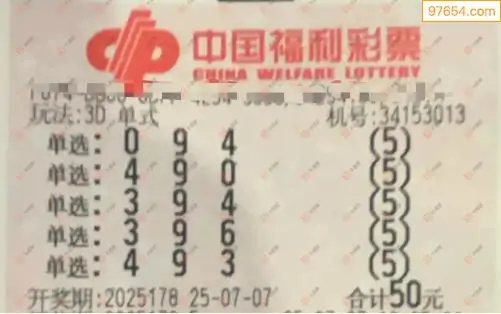 97654.com
中国福利彩票
CHINA WELFARE LOTTERY
玩法:3D 单式 机号:34153013
单选: 0 9 4 (5)
单选: 4 9 0 (5)
单选: 3 9 4 (5)
单选: 3 9 6 (5)
单选: 4 9 3 (5)
开奖期:2025178 25-07-07 合计50元